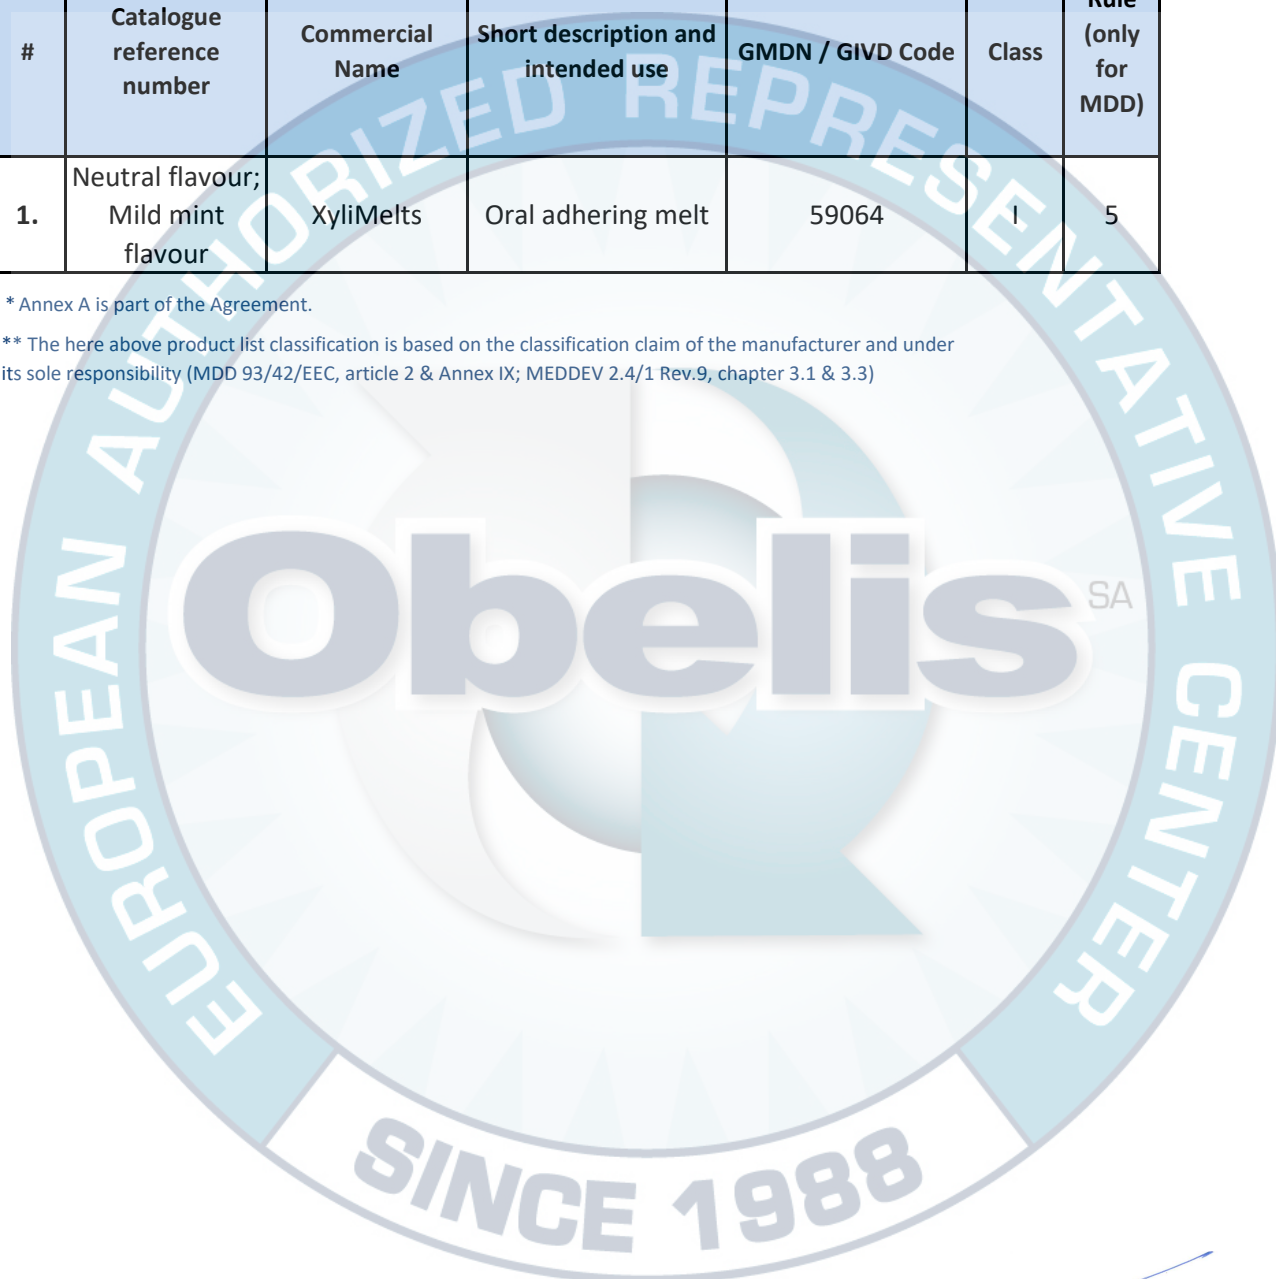 # Catalogue reference number Commercial Name Short description and intended use GMDN / GIVD Code Class Rule (only for MDD)
1. Neutral flavour; Mild mint flavour XyliMelts Oral adhering melt 59064 I 5
* Annex A is part of the Agreement.
** The here above product list classification is based on the classification claim of the manufacturer and under
its sole responsibility (MDD 93/42/EEC, article 2 & Annex IX; MEDDEV 2.4/1 Rev.9, chapter 3.1 & 3.3)
EUROPEAN AUTHORIZED REPRESENTATIVE CENTER
Obelis SA
SINCE 1988